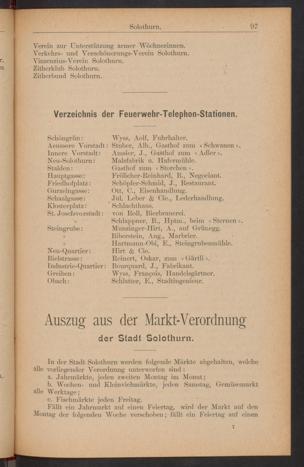 Solothurn. 97
Verein zur Unterstützung armer Wöchnerinnen.
Verkehrs- und Verschönerungs-Verein Solothurn.
Vinzenzius-Verein Solothurn.
Zitherklub Solothurn.
Zitherbund Solothurn.
Verzeichnis der Feuerwehr-Telephon-Stationen.
Schöngrün: Wyss, Adf, Fuhrhalter.
Aeussere Vorstadt: Stuber, Alb., Gasthof zum «Schwanen».
Innere Vorstadt: J., Gasthof zum «Adler».
Neu-Solothurn: Malzfabrik u. Hafermühle.
Stalden: Gasthof zum «Storchen».
Hauptgasse: Frölicher-Reinhard, B., Negociant.
Friedhofplatz: Schöpfer-Schmid, J., Restaurant.
Gurzelngasse: Ott, C., Eisenhandlung.
Schaalgasse: Jul. Leber & Cie., Lederhandlung.
Klosterplatz: Schlachthaus.
St. Josefsvorstadt: von Roll, Bierbrauerei.
» Schlappner, R., Hptm., beim «Sternen».
Steingrube: Munzinger-Hirt, A., auf Grünegg.
» Biberstein, Aug., Marbrier.
» Hartmann-Obi, E., Steingrubenmühle.
Neu-Quartier: Hirt & Cie.
Bielstrasse: Reinert, Oskar, zum «Gärtli».
Industrie-Quartier: Bourquard, J., Fabrikant.
Greiben: Wyss, François, Handelsgärtner.
Obach: Schlatter, E., Stadtingenieur.
Auszug aus der Markt-Verordnung
der Stadt Solothurn.
In der Stadt Solothurn werden folgende Märkte abgehalten, welche
alle vorliegender Verordnung unterworfen sind:
a. Jahrmärkte, jeden zweiten Montag im Monat;
b. Wochen- und Kleinviehmärkte, jeden Samstag, Gemüsemarkt
alle Werktage;
c. Fischmärkte jeden Freitag.
Fällt ein Jahrmarkt auf einen Feiertag, wird der Markt auf den
Montag der folgenden Woche verschoben; fällt ein Feiertag auf einen
7